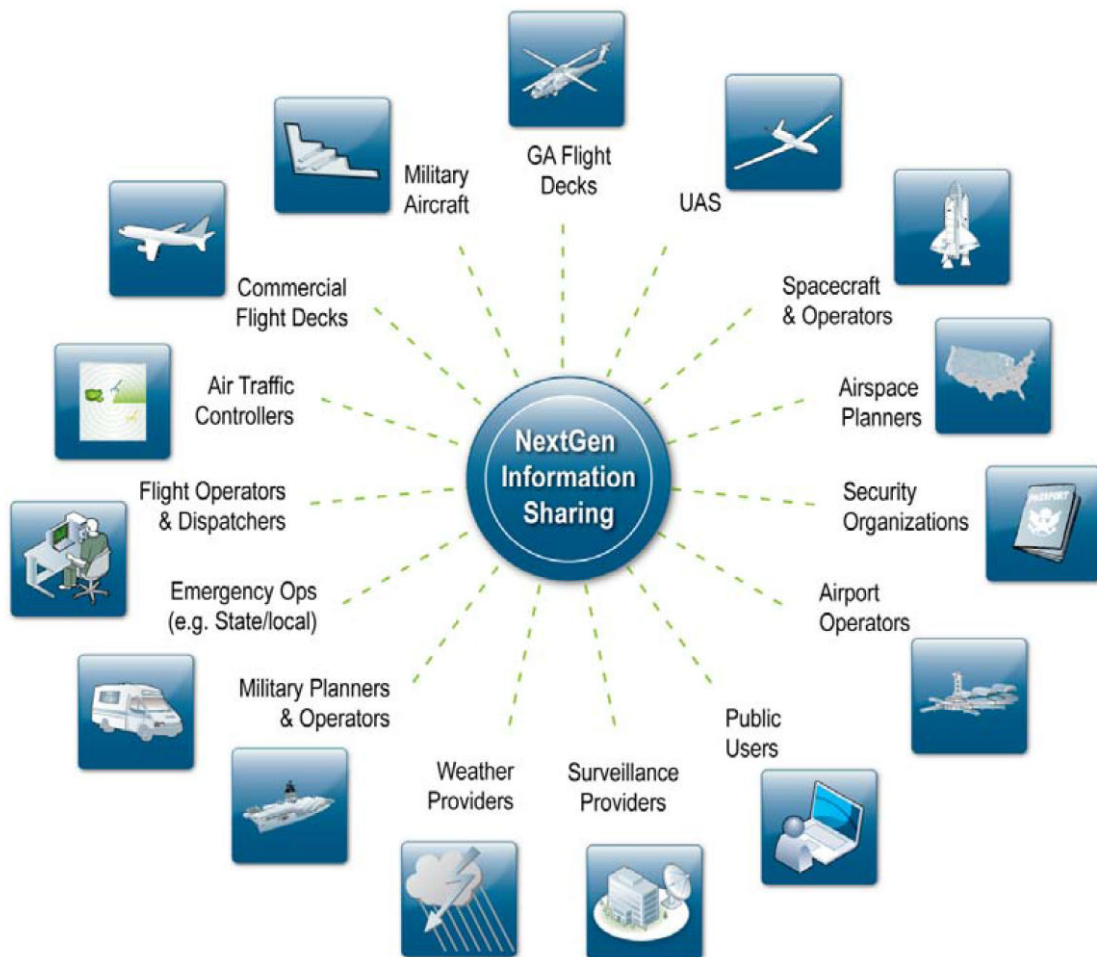 GA Flight
Decks
UAS
Spacecraft
& Operators
Airspace
Planners
Security
Organizations
PASSPORT
Airport
Operators
Public
Users
Surveillance
Providers
Weather
Providers
Military Planners
& Operators
Emergency Ops
(e.g. State/local)
Flight Operators
& Dispatchers
Air Traffic
Controllers
Commercial
Flight Decks
Military
Aircraft
NextGen
Information
Sharing